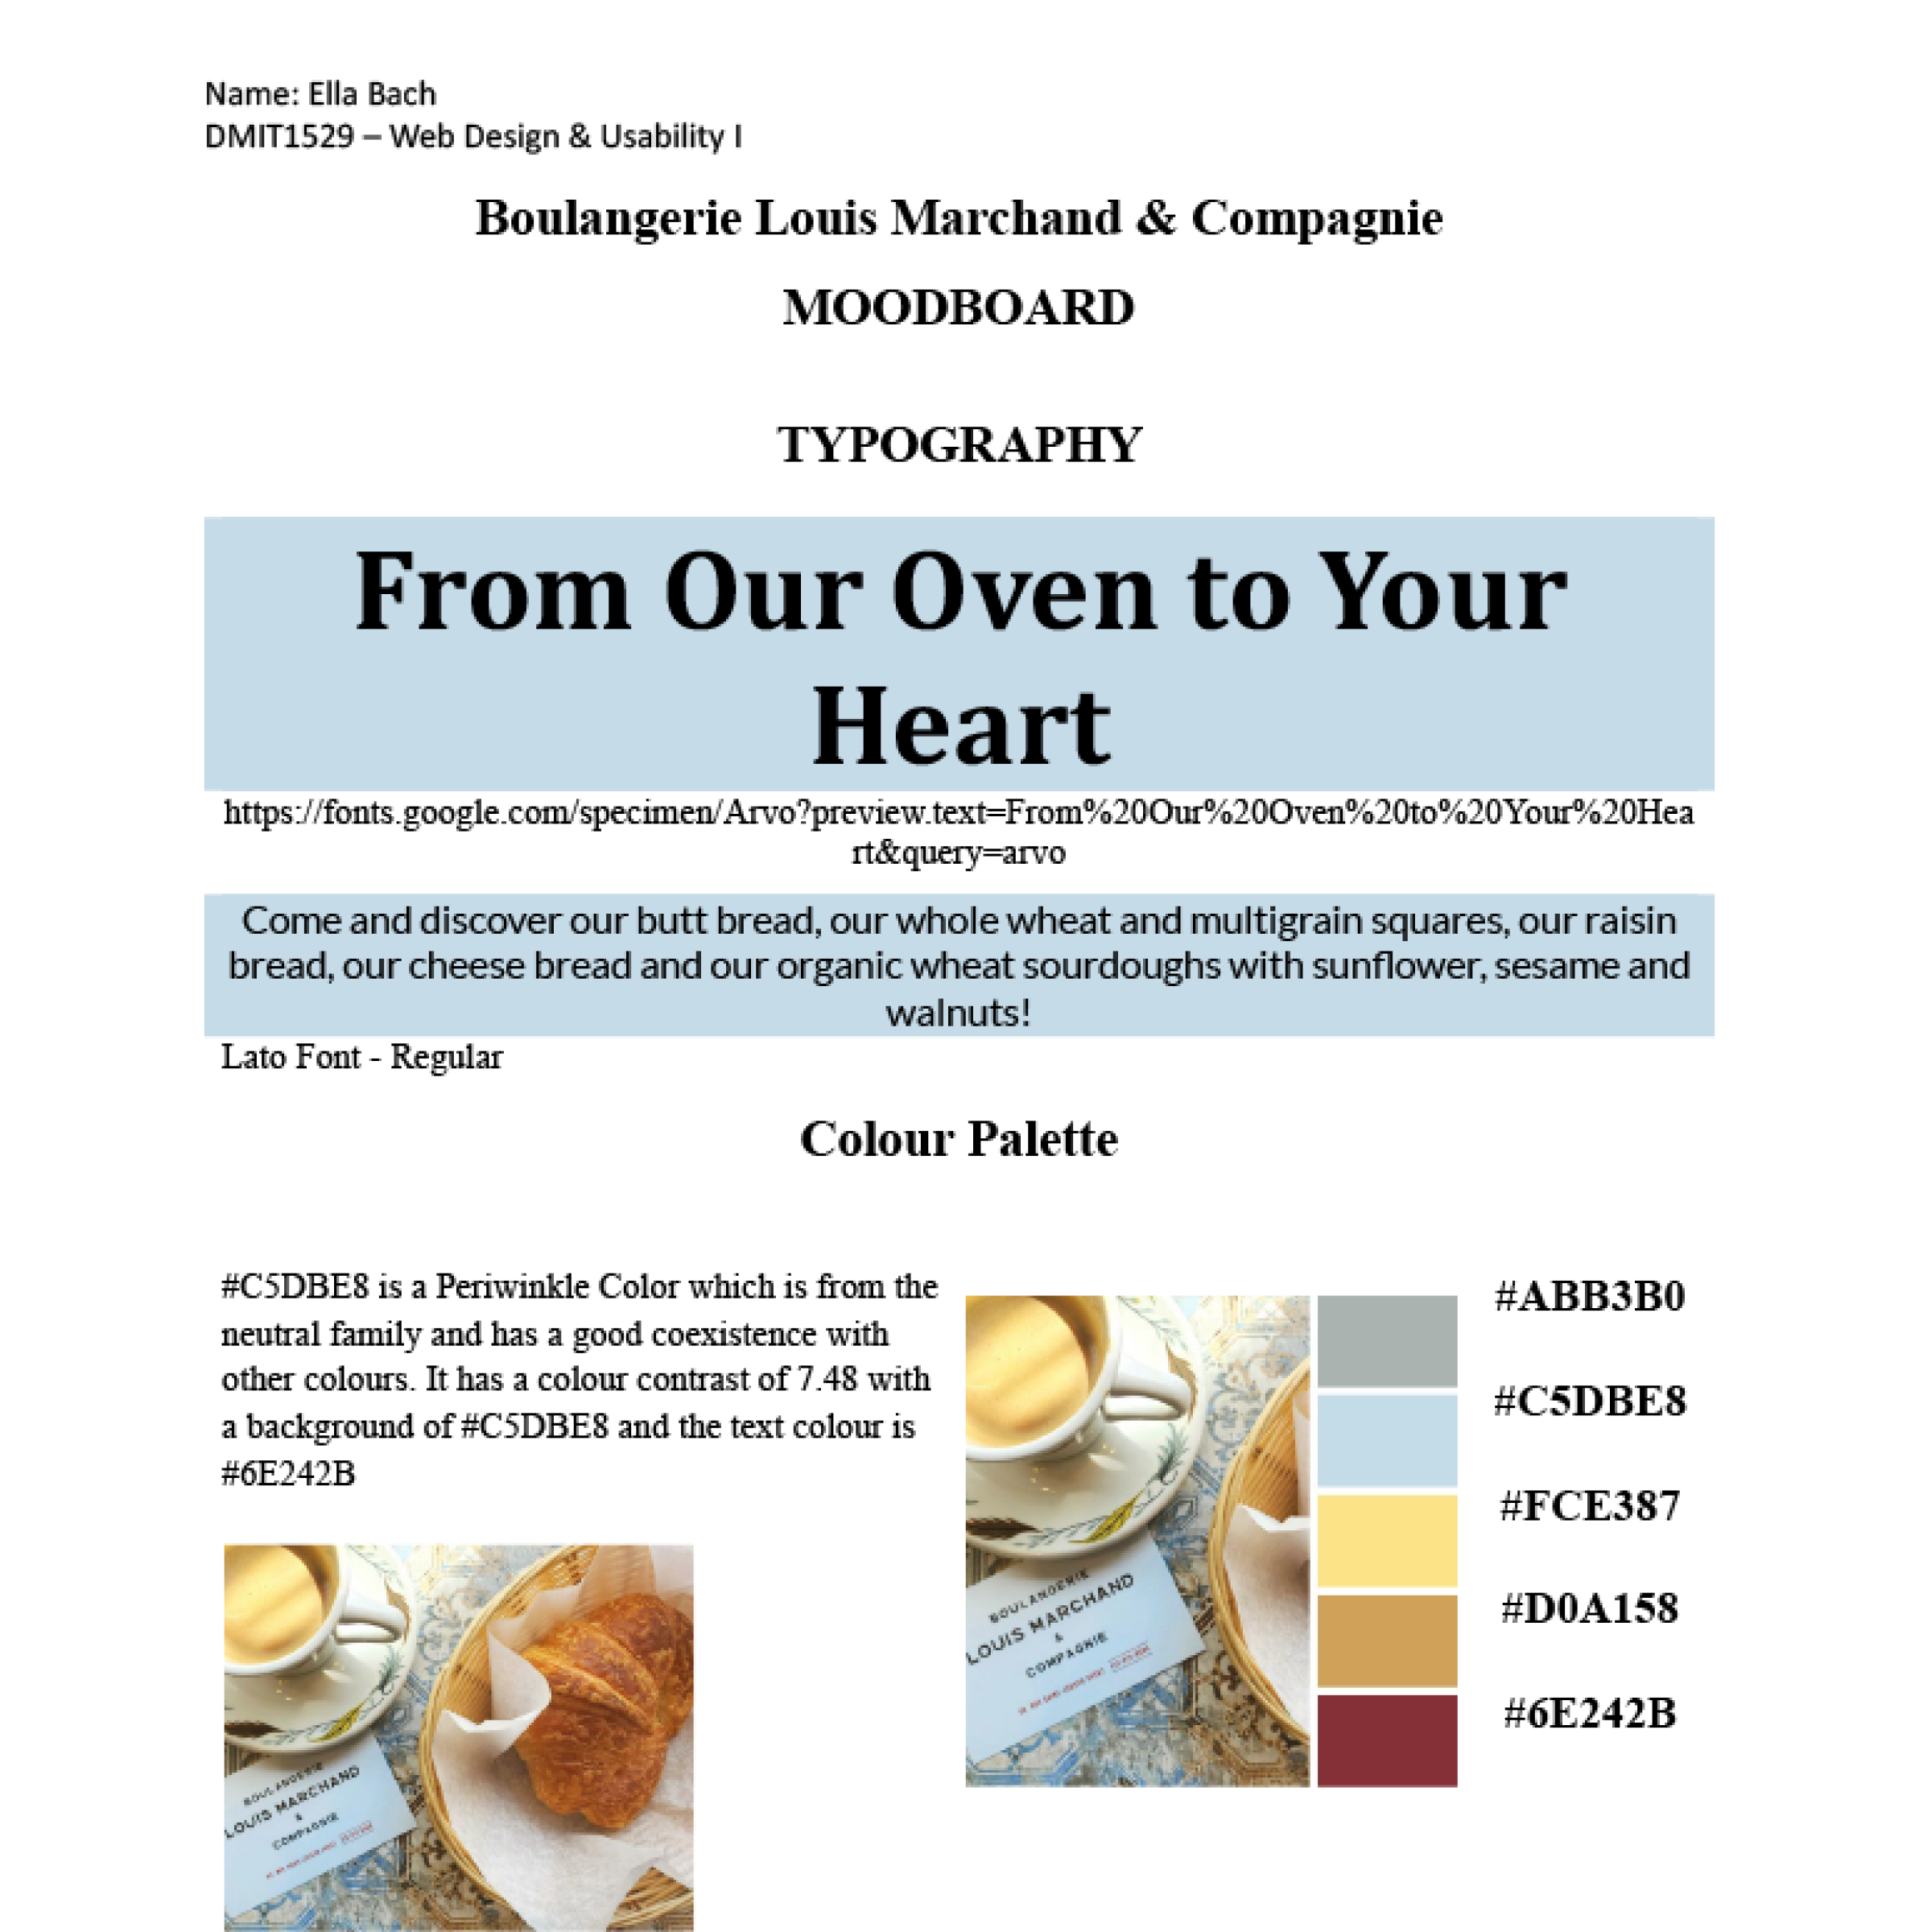 Name: Ella Bach
DMIT1529 – Web Design & Usability I
Boulangerie Louis Marchand & Compagnie
MOODBOARD
TYPOGRAPHY
From Our Oven to Your
Heart
https://fonts.google.com/specimen/Arvo?preview.text=From%20Our%20Oven%20to%20Your%20Hea
rt&query=arvo
Come and discover our butt bread, our whole wheat and multigrain squares, our raisin
bread, our cheese bread and our organic wheat sourdoughs with sunflower, sesame and
walnuts!
Lato Font - Regular
Colour Palette
#C5DBE8 is a Periwinkle Color which is from the
neutral family and has a good coexistence with
other colours. It has a colour contrast of 7.48 with
a background of #C5DBE8 and the text colour is
#6E242B
BOULANGERIE
LOUIS MARCHAND
&
COMPAGNIE
BOULANGERIE
LOUIS MARCHAND
&
COMPAGNIE
#ABB3B0
#C5DBE8
#FCE387
#D0A158
#6E242B